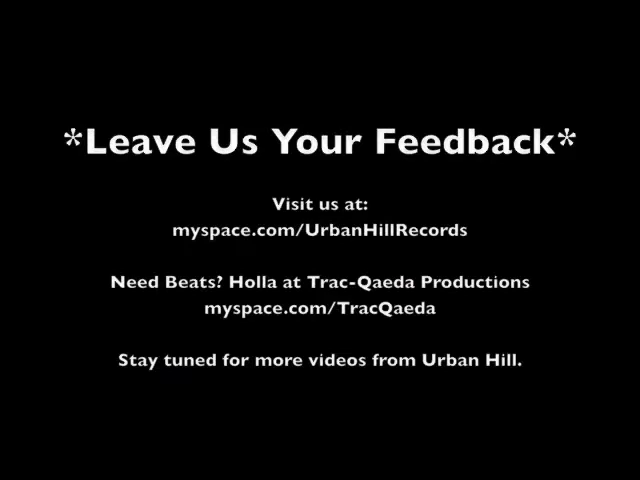 *Leave Us Your Feedback*
Visit us at:
myspace.com/UrbanHillRecords
Need Beats? Holla at Trac-Qaeda Productions
myspace.com/TracQaeda
Stay tuned for more videos from Urban Hill.